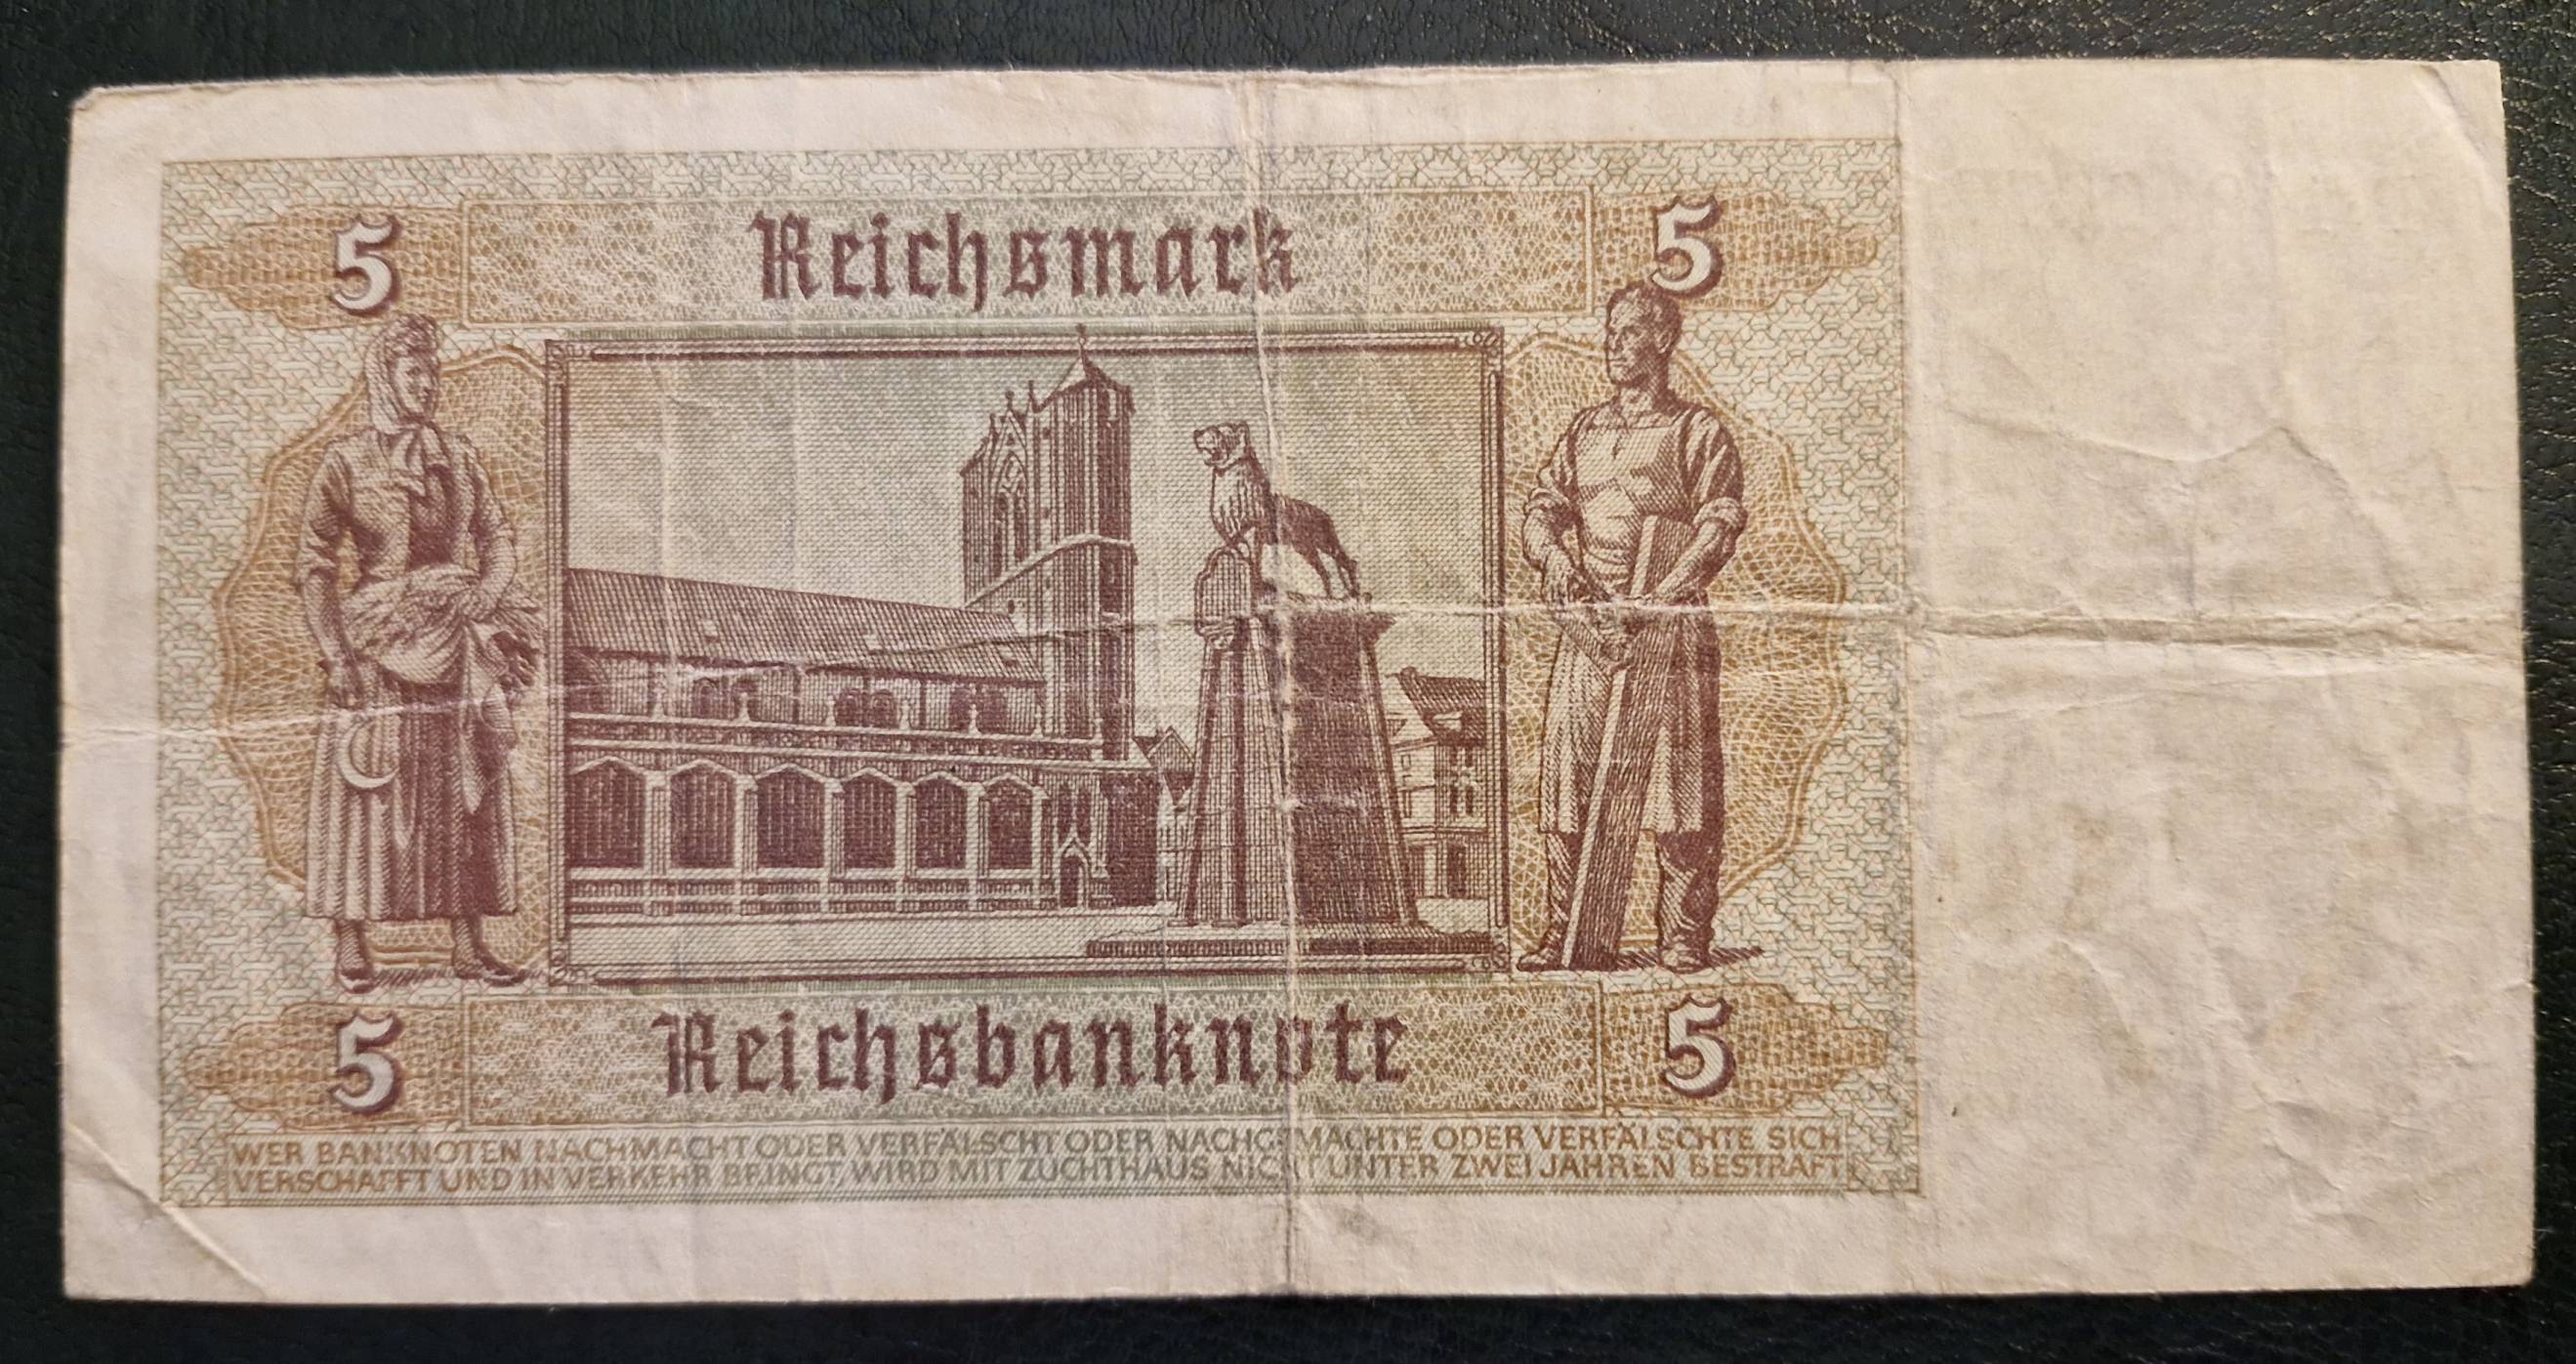 5 Reichsmark 5
5 Reichsbanknote 5
WER BANKNOTEN NACHMACHT ODER VERFÄLSCHT ODER NACHGEMACHTE ODER VERFÄLSCHTE SICH
VERSCHAFFT UND IN VERKEHR BRINGT, WIRD MIT ZUCHTHAUS NICHT UNTER ZWEI JAHREN BESTRAFT